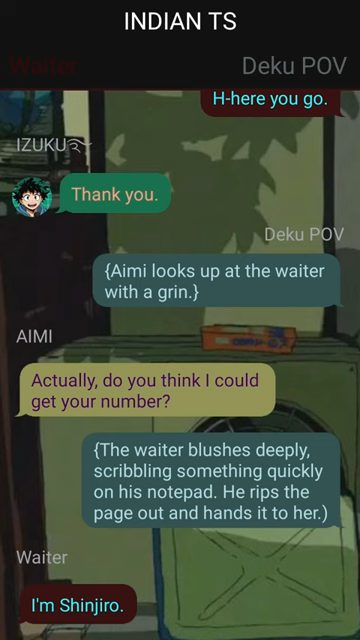 INDIAN TS
Waiter
Deku POV
H-here you go.
IZUKU
Thank you.
Deku POV
{Aimi looks up at the waiter
with a grin.}
AIMI
Actually, do you think I could
get your number?
{The waiter blushes deeply,
scribbling something quickly
on his notepad. He rips the
page out and hands it to her.)
Waiter
I'm Shinjiro.